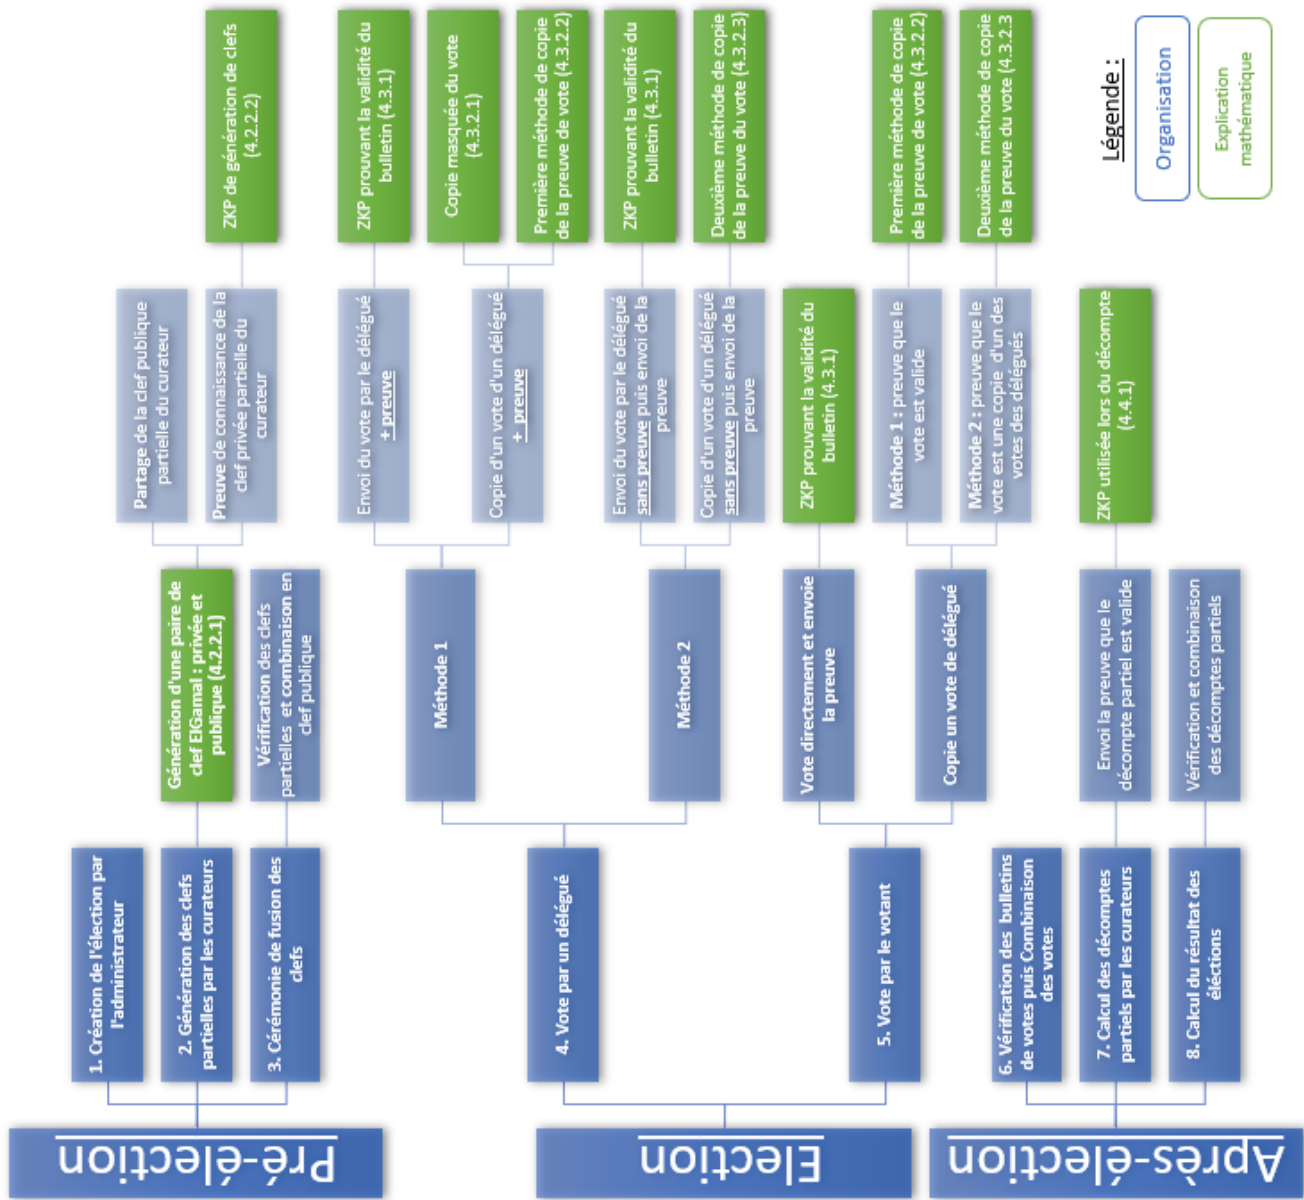 Pré-élection
1. Création de l'élection par
l'administrateur
2. Génération des clefs
partielles par les curateurs
Génération d'une paire de
clef ElGamal : privée et
publique (4.2.2.1)
Partage de la clef publique
partielle du curateur
Preuve de connaissance de la
clef privée partielle du
curateur
ZKP de génération de clefs
(4.2.2.2)
3. Cérémonie de fusion des
clefs
Vérification des clefs
partielles et combinaison en
clef publique
Election
4. Vote par un délégué
Méthode 1
Envoi du vote par le délégué
+ preuve
ZKP prouvant la validité du
bulletin (4.3.1)
Copie d'un vote d'un délégué
+ preuve
Copie masquée du vote
(4.3.2.1)
Première méthode de copie
de la preuve de vote (4.3.2.2)
Méthode 2
Envoi du vote par le délégué
sans preuve puis envoi de la
preuve
ZKP prouvant la validité du
bulletin (4.3.1)
Copie d'un vote d'un délégué
sans preuve puis envoi de la
preuve
Deuxième méthode de copie
de la preuve du vote (4.3.2.3)
5. Vote par le votant
Vote directement et envoie
la preuve
ZKP prouvant la validité du
bulletin (4.3.1)
Copie un vote de délégué
Méthode 1 : preuve que le
vote est valide
Première méthode de copie
de la preuve de vote (4.3.2.2)
Méthode 2 : preuve que le
vote est une copie d'un des
votes des délégués
Deuxième méthode de copie
de la preuve du vote (4.3.2.3
Après-élection
6. Vérification des bulletins
de votes puis Combinaison
des votes
7. Calcul des décomptes
partiels par les curateurs
Envoi la preuve que le
décompte partiel est valide
ZKP utilisée lors du décompte
(4.4.1)
8. Calcul du résultat des
éléctions
Vérification et combinaison
des décomptes partiels
Légende :
Organisation
Explication
mathématique